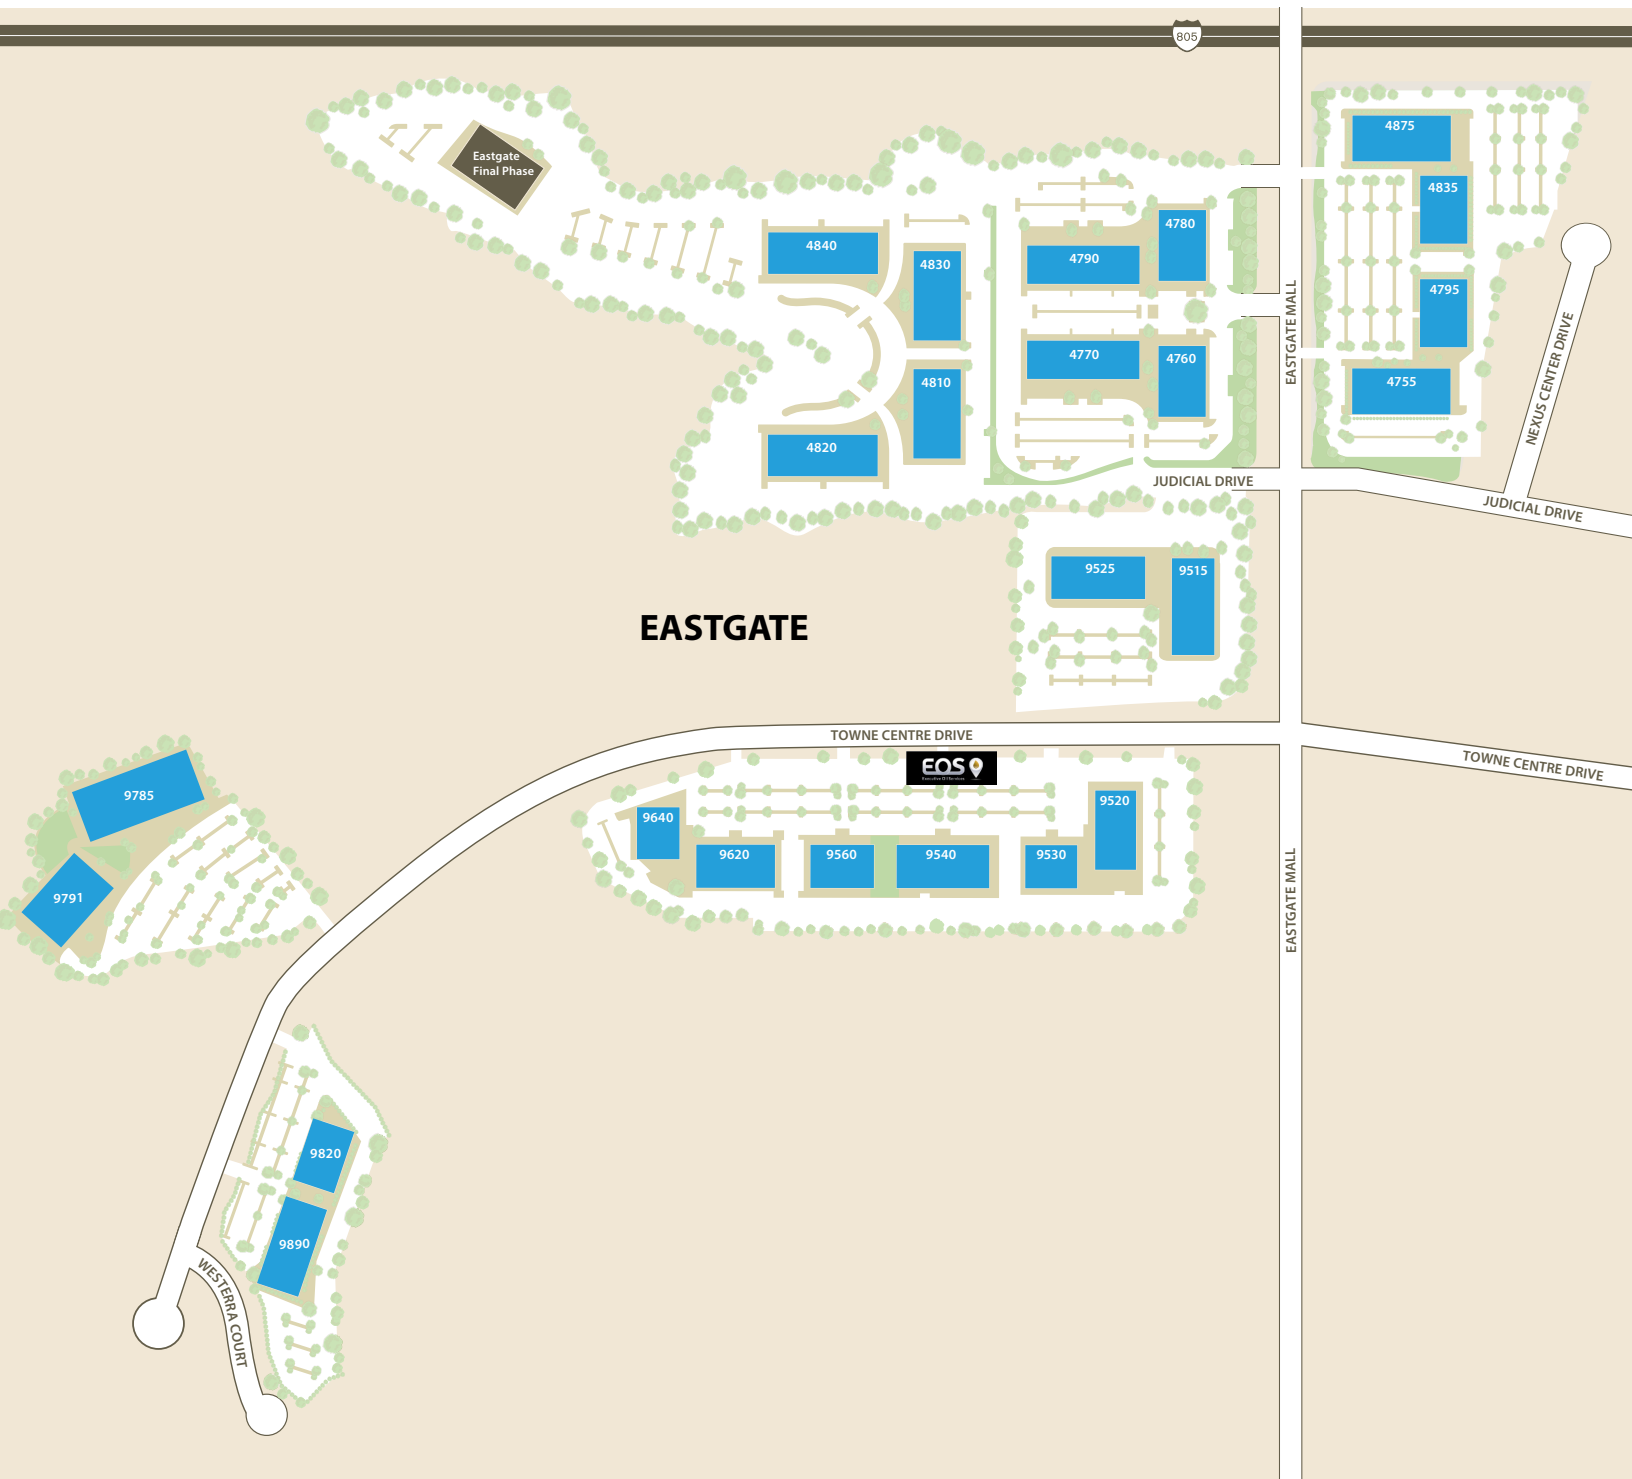 805
4875
Eastgate
Final Phase
4835
4780
4840
4790
4830
4795
EASTGATE MALL
NEXUS CENTER DRIVE
4770
4760
4810
4755
4820
JUDICIAL DRIVE
JUDICIAL DRIVE
9525
9515
EASTGATE
TOWNE CENTRE DRIVE
TOWNE CENTRE DRIVE
EOS
9785
9520
9640
9620
9560
9540
9530
9791
EASTGATE MALL
9820
9890
WESTERRA COURT